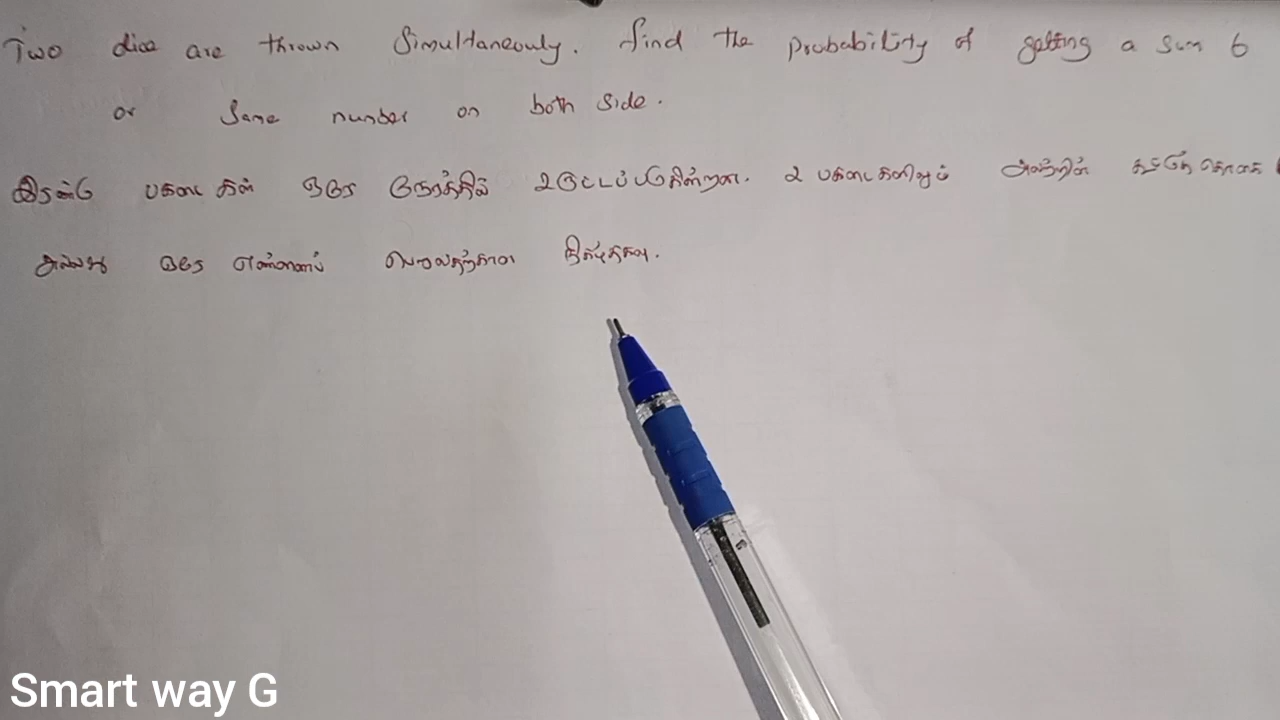 Two dice are thrown Simultaneouly. find the Probability of getting a sum 6
or Same number on both side.
இரண்டு பகடைகள் ஒரே நேரத்தில் உருட்டப்படுகின்றன. 2 பகடைகளிலும் அவற்றின் கூட்டுத்தொகை
அல்லது ஒரே எண்ணைப் பெறுவதற்கான நிகழ்தகவு.
Smart way G